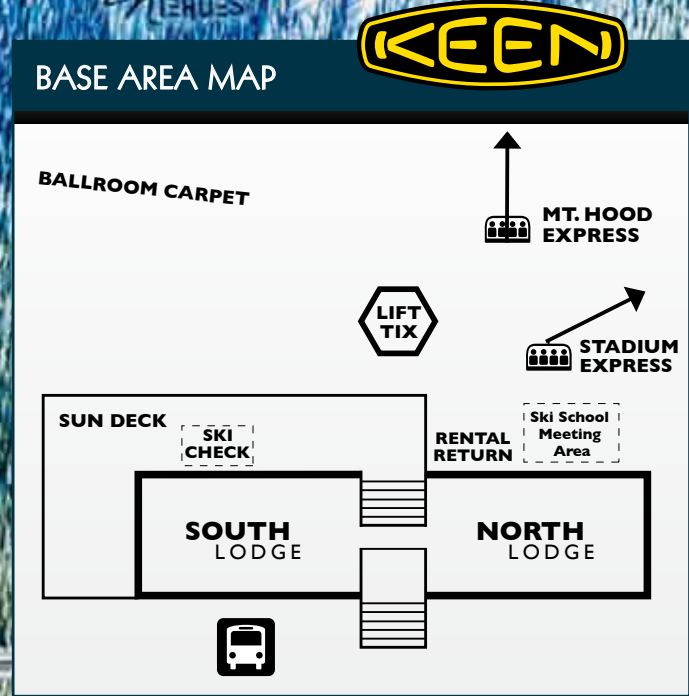 KEEN
BASE AREA MAP
BALLROOM CARPET
MT. HOOD
EXPRESS
LIFT
TIX
STADIUM
EXPRESS
SUN DECK
SKI
CHECK
RENTAL
RETURN
Ski School
Meeting
Area
SOUTH
LODGE
NORTH
LODGE